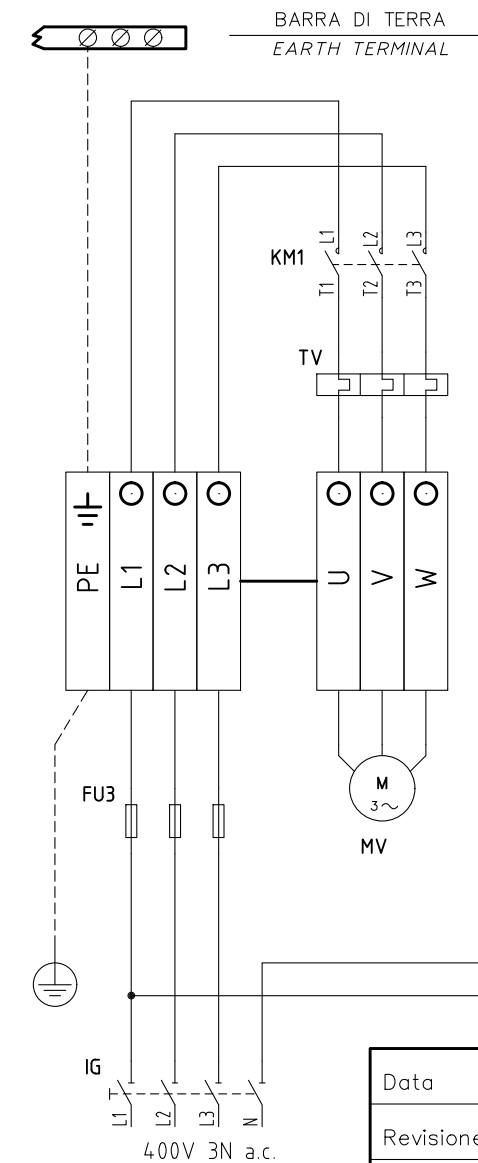 BARRA DI TERRA
EARTH TERMINAL
KM1
L1 L2 L3
T1 T2 T3
TV
PE L1 L2 L3 U V W
FU3
M
3~
MV
IG
L1 L2 L3 N
400V 3N a.c.
Data
Revisione